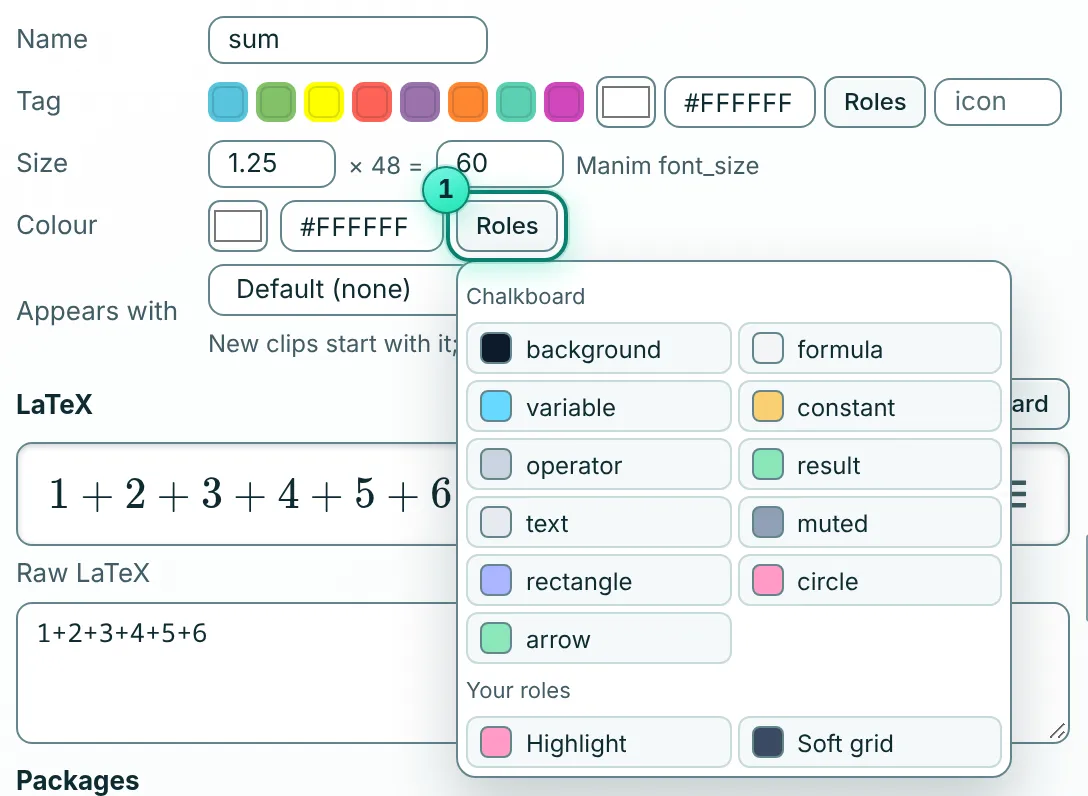 Name sum
Tag #FFFFFF Roles icon
Size 1.25 × 48 = 60 Manim font_size
1
Colour #FFFFFF Roles
Appears with Default (none)
New clips start with it;
Chalkboard
background formula
variable constant
operator result
text muted
rectangle circle
arrow
Your roles
Highlight Soft grid
LaTeX ard
1 + 2 + 3 + 4 + 5 + 6
Raw LaTeX
1+2+3+4+5+6
Packages